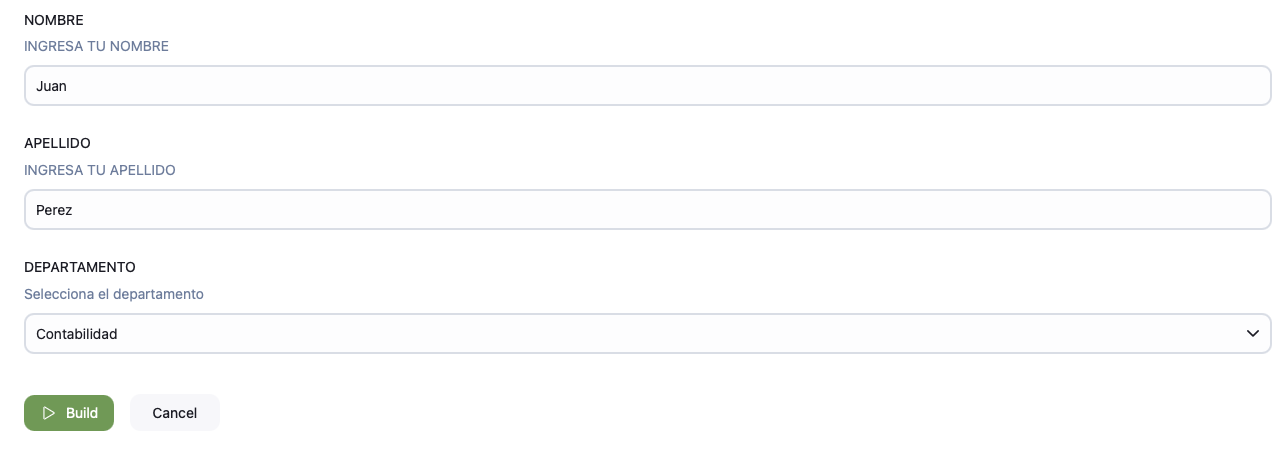 NOMBRE
INGRESA TU NOMBRE
Juan
APELLIDO
INGRESA TU APELLIDO
Perez
DEPARTAMENTO
Selecciona el departamento
Contabilidad
Build
Cancel